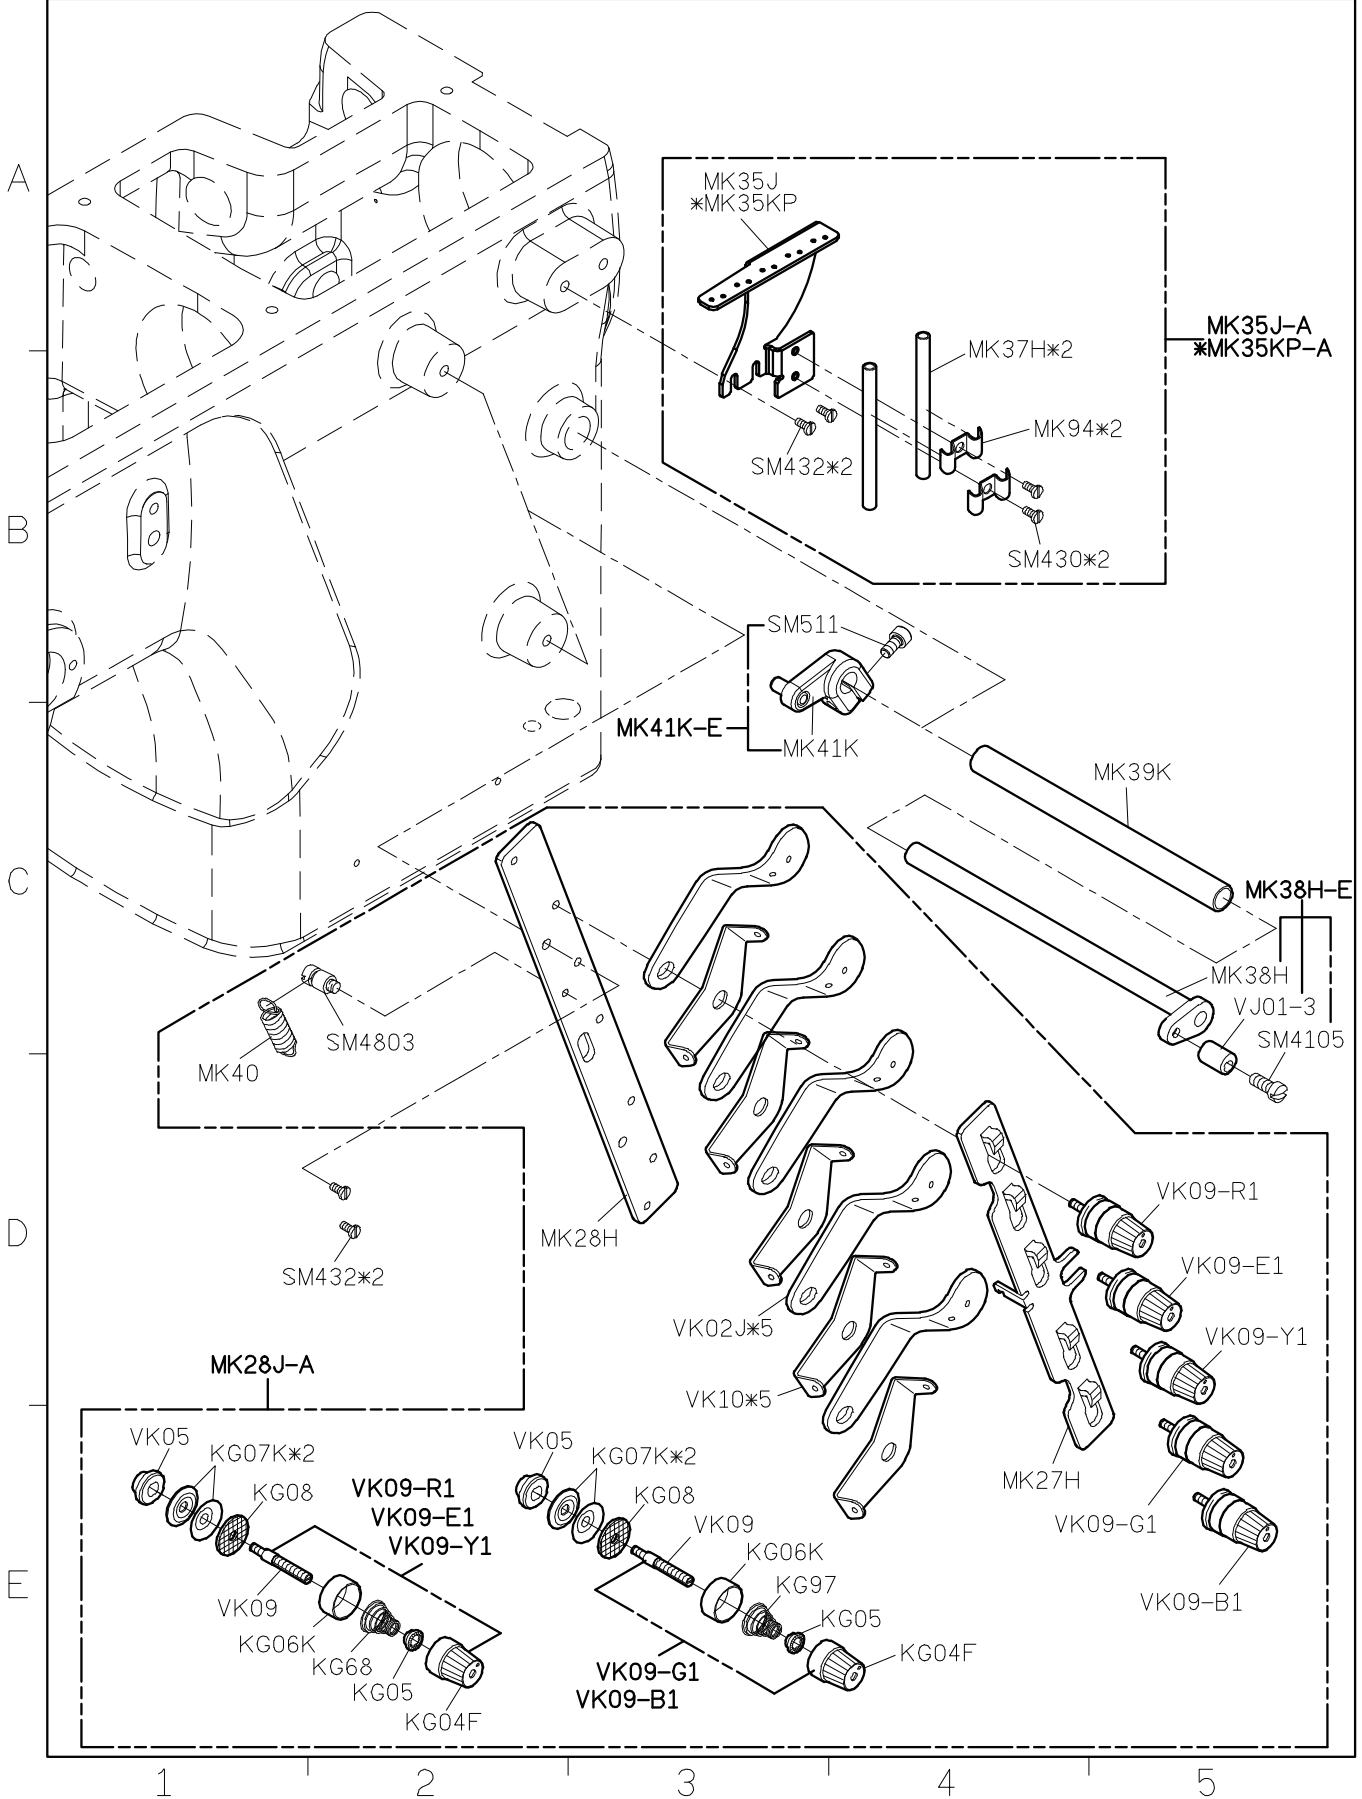 A
MK35J
*MK35KP
MK35J-A
*MK35KP-A
MK37H*2
MK94*2
SM432*2
B
SM430*2
SM511
MK41K-E
MK41K
MK39K
C
MK38H-E
MK38H
VJ01-3
SM4105
SM4803
MK40
VK09-R1
D
MK28H
VK09-E1
SM432*2
VK02J*5
VK09-Y1
MK28J-A
VK10*5
VK05
KG07K*2
KG08
VK09-R1
VK09-E1
VK09-Y1
VK05
KG07K*2
KG08
MK27H
VK09-G1
VK09
KG06K
E
KG97
VK09
VK09-B1
KG06K
KG05
KG68
KG04F
KG05
VK09-G1
VK09-B1
KG04F
1 2 3 4 5